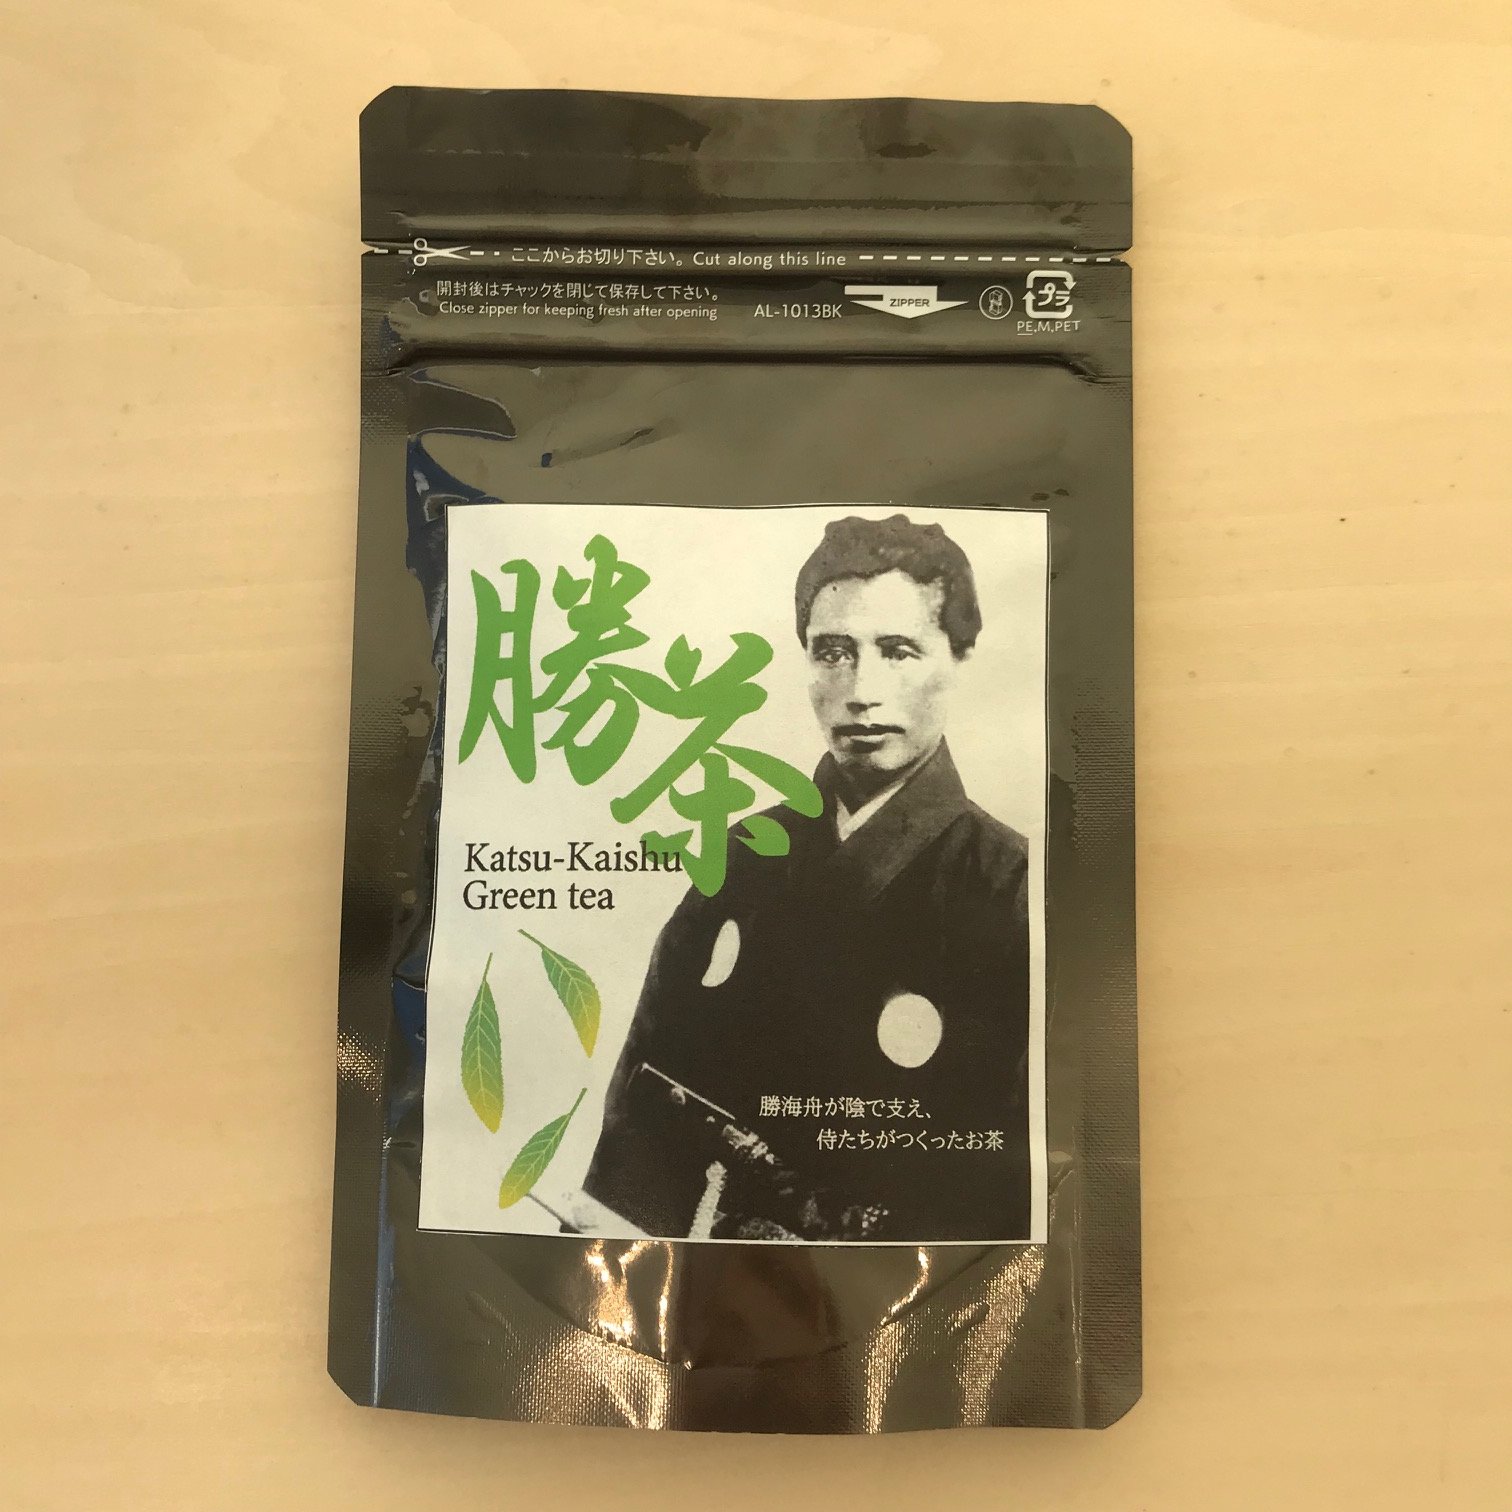 ここからお切り下さい。Cut along this line
開封後はチャックを閉じて保存して下さい。
Close zipper for keeping fresh after opening
AL-1013BK
ZIPPER
プラ
PE,M,PET
勝茶
Katsu-Kaishu
Green tea
勝海舟が陰で支え、
侍たちがつくったお茶